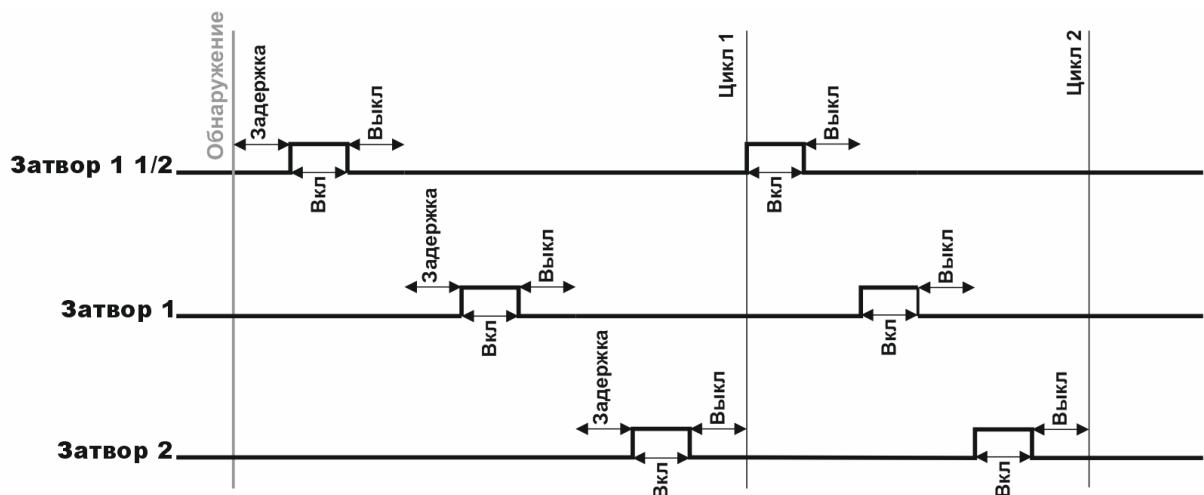 Обнаружение
Задержка
Выкл
Цикл 1
Выкл
Цикл 2
Затвор 1 1/2
Вкл
Вкл
Задержка
Выкл
Выкл
Затвор 1
Вкл
Вкл
Задержка
Выкл
Выкл
Затвор 2
Вкл
Вкл